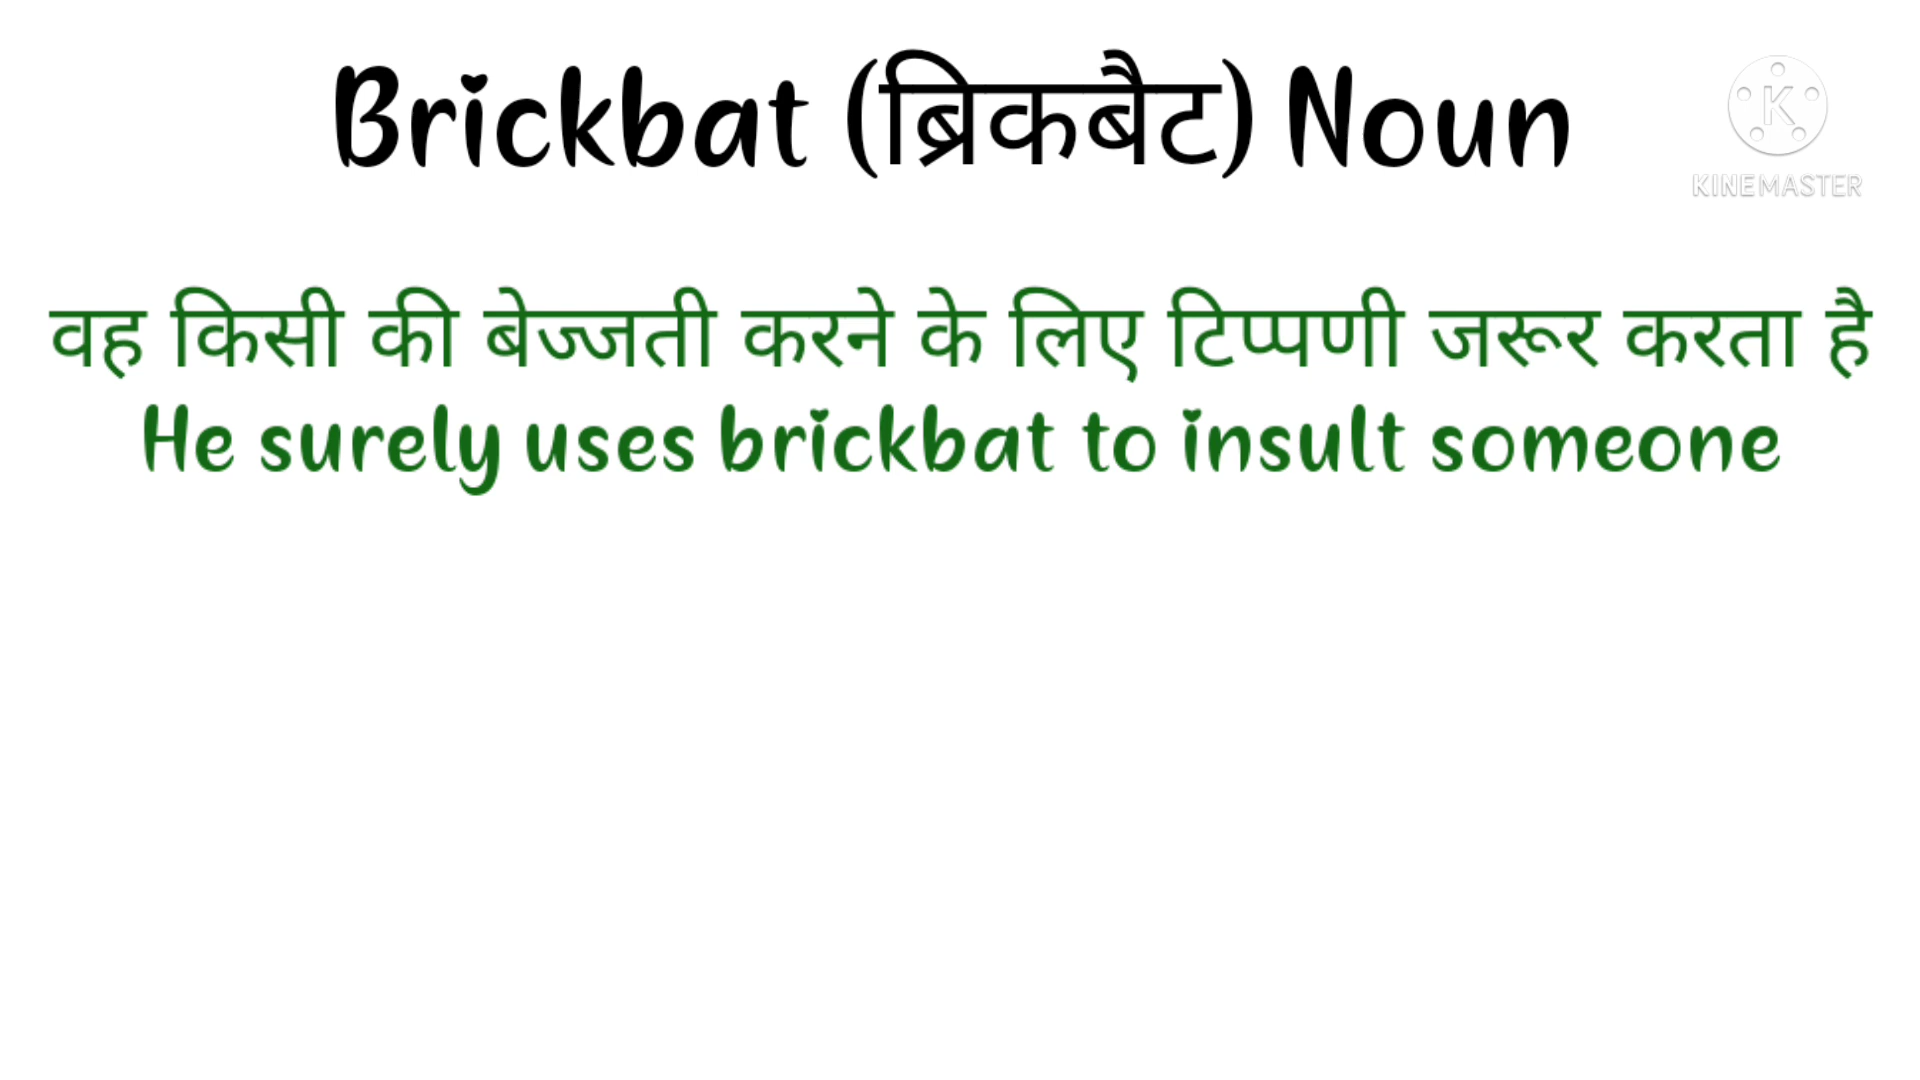 Brickbat (ब्रिकबैट) Noun
K
KINEMASTER
वह किसी की बेज्जती करने के लिए टिप्पणी जरूर करता है
He surely uses brickbat to insult someone